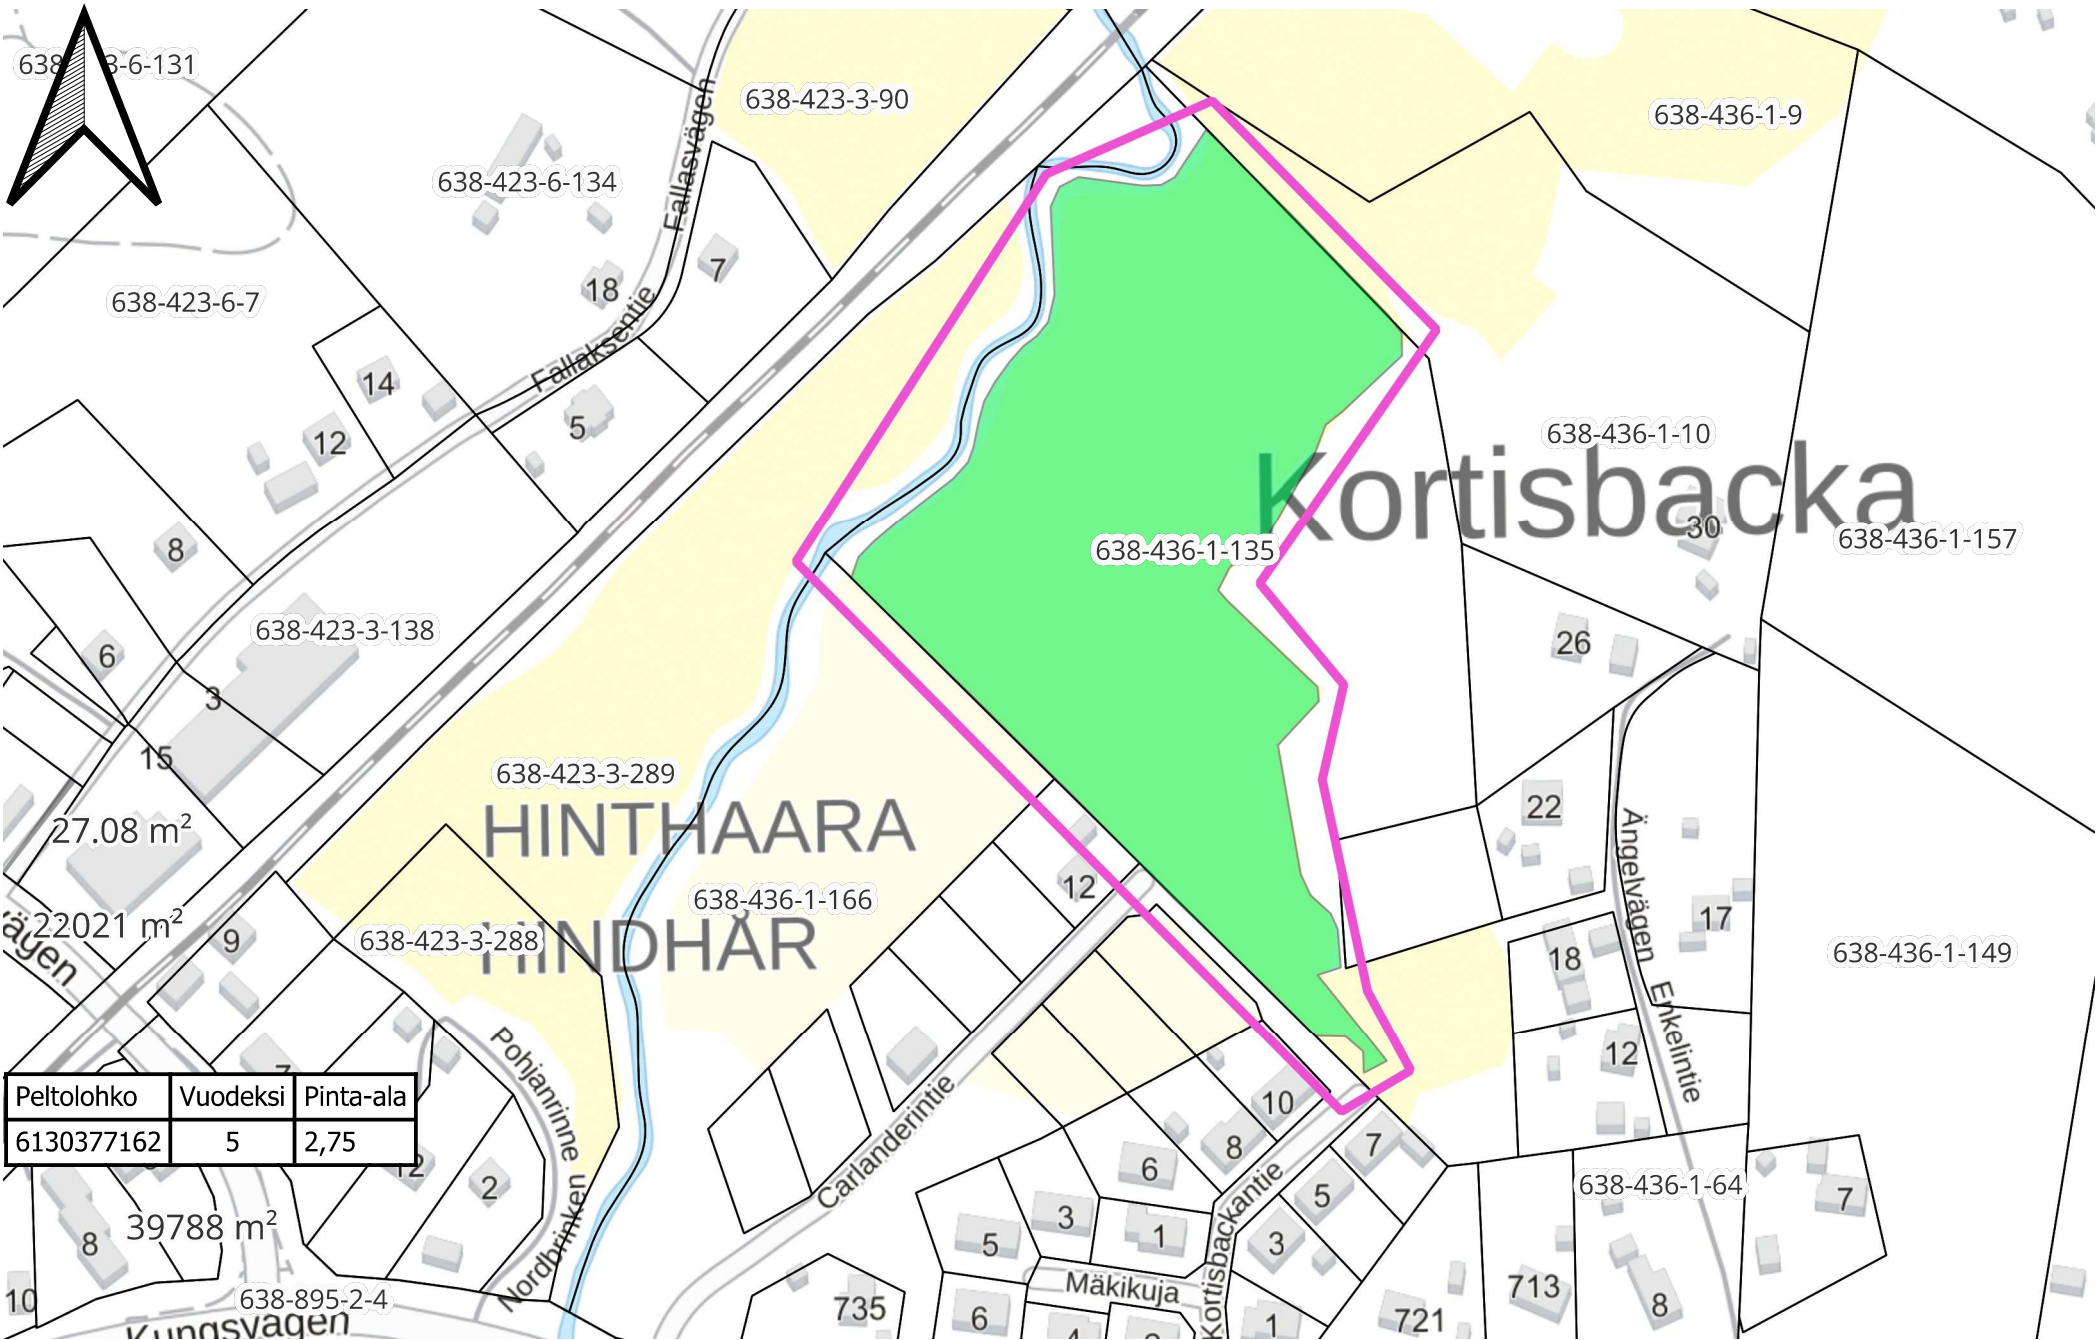 638-423-3-90
638-436-1-9
638-423-6-134
Fallasvägen
638-423-6-7
18
7
Fallaksentie
14
5
12
638-436-1-10
Kortisbacka
30
638-436-1-157
8
638-436-1-135
638-423-3-138
26
6
3
15
638-423-3-289
HINTHAARA
22
Ängelvägen
27.08 m²
12
638-436-1-166
HINDHÅR
22021 m²
638-423-3-288
9
17
18
638-436-1-149
Enkelintie
12
Pohjanrinne
Nordbrinken
Carlanderintie
Peltolohko Vuodeksi Pinta-ala
6130377162 5 2,75
10
8
7
12
2
6
5
638-436-1-64
7
39788 m²
8
3
1
5
3
Kortisbackantie
Mäkikuja
10
638-895-2-4
735
6
1
721
713
8
Kungsvägen